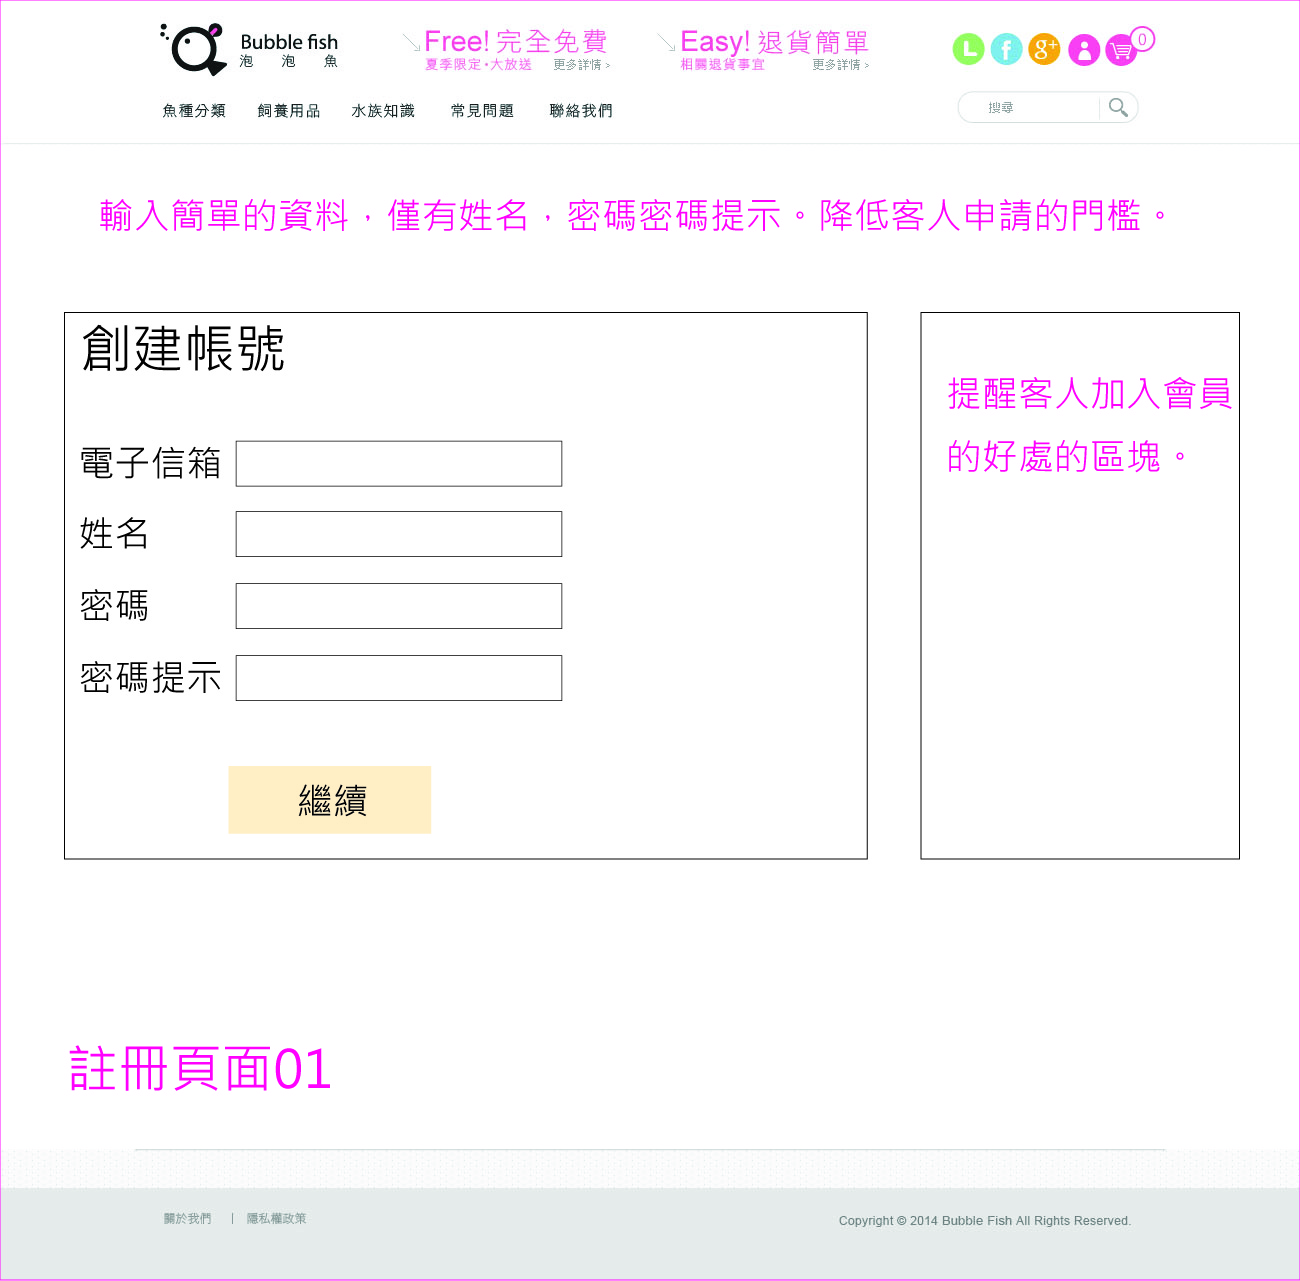 Bubble fish
泡 泡 魚
Free! 完全免費
夏季限定・大放送 更多詳情 >
Easy! 退貨簡單
相關退貨事宜 更多詳情 >
L f g+ 0
魚種分類 飼養用品 水族知識 常見問題 聯絡我們
搜尋
輸入簡單的資料，僅有姓名，密碼密碼提示。降低客人申請的門檻。
創建帳號
電子信箱
姓名
密碼
密碼提示
繼續
提醒客人加入會員
的好處的區塊。
註冊頁面01
關於我們 | 隱私權政策
Copyright © 2014 Bubble Fish All Rights Reserved.